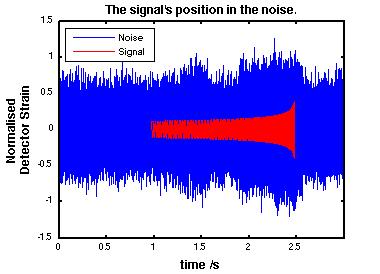 The signal's position in the noise.
Noise
Signal
Normalised
Detector Strain
1.5
1
0.5
0
-0.5
-1
-1.5
0 0.5 1 1.5 2 2.5
time /s